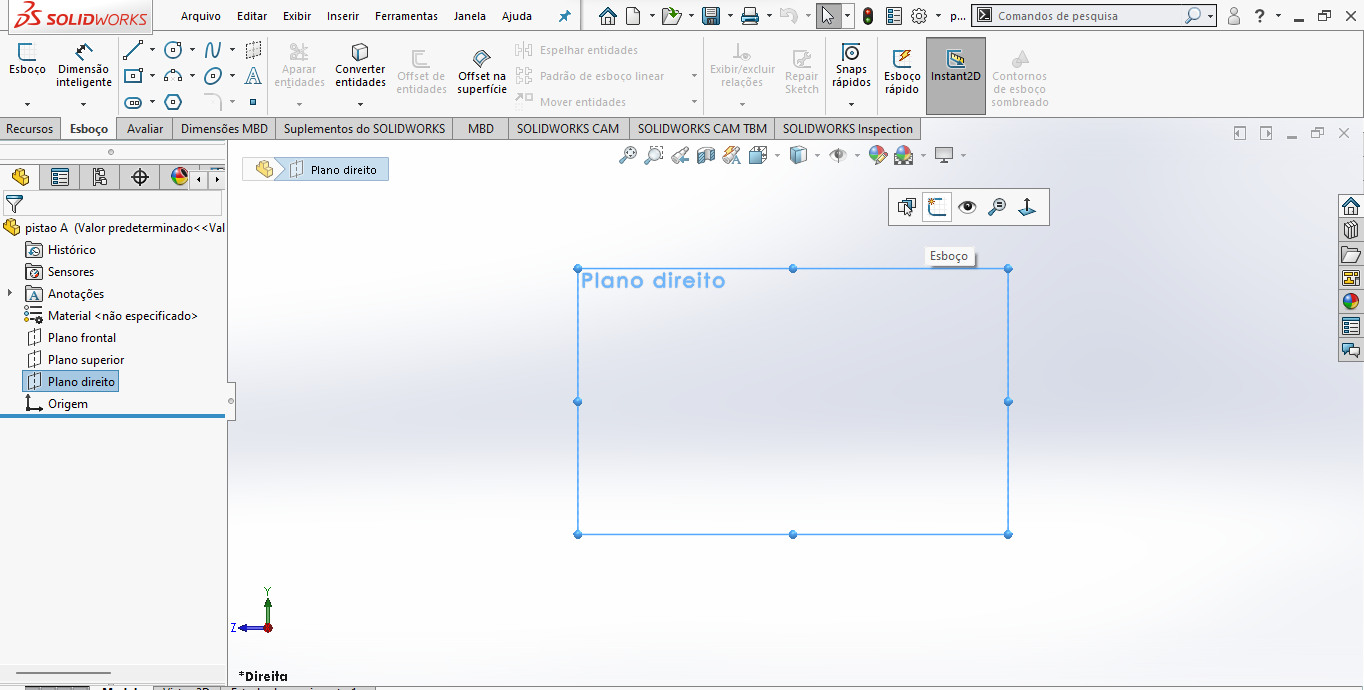 SOLIDWORKS
Arquivo Editar Exibir Inserir Ferramentas Janela Ajuda
p... Comandos de pesquisa
Esboço
Dimensão inteligente
Aparar entidades
Converter entidades
Offset de entidades
Offset na superfície
Espelhar entidades
Padrão de esboço linear
Mover entidades
Exibir/excluir relações
Repair Sketch
Snaps rápidos
Esboço rápido
Instant2D
Contornos de esboço sombreado
Recursos Esboço Avaliar Dimensões MBD Suplementos do SOLIDWORKS MBD SOLIDWORKS CAM SOLIDWORKS CAM TBM SOLIDWORKS Inspection
Plano direito
pistao A (Valor predeterminado<<Val
Histórico
Sensores
Anotações
Material <não especificado>
Plano frontal
Plano superior
Plano direito
Origem
Esboço
Plano direito
Y
Z
*Direita